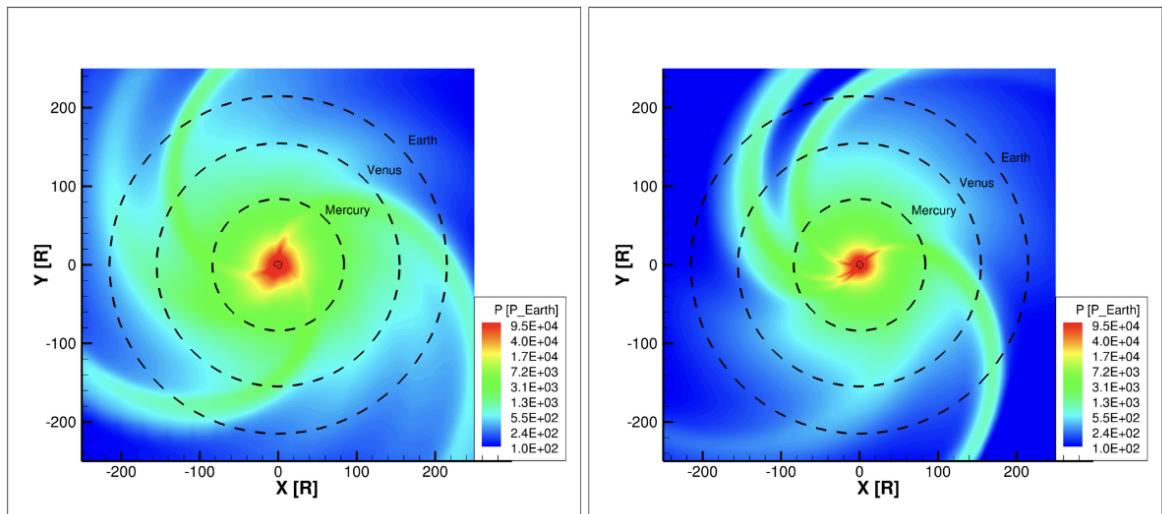 200
100
0
-100
-200
Y [R]
-200
-100
0
100
200
X [R]
Earth
Venus
Mercury
P [P_Earth]
9.5E+04
4.0E+04
1.7E+04
7.2E+03
3.1E+03
1.3E+03
5.5E+02
2.4E+02
1.0E+02
200
100
0
-100
-200
Y [R]
-200
-100
0
100
200
X [R]
Earth
Venus
Mercury
P [P_Earth]
9.5E+04
4.0E+04
1.7E+04
7.2E+03
3.1E+03
1.3E+03
5.5E+02
2.4E+02
1.0E+02